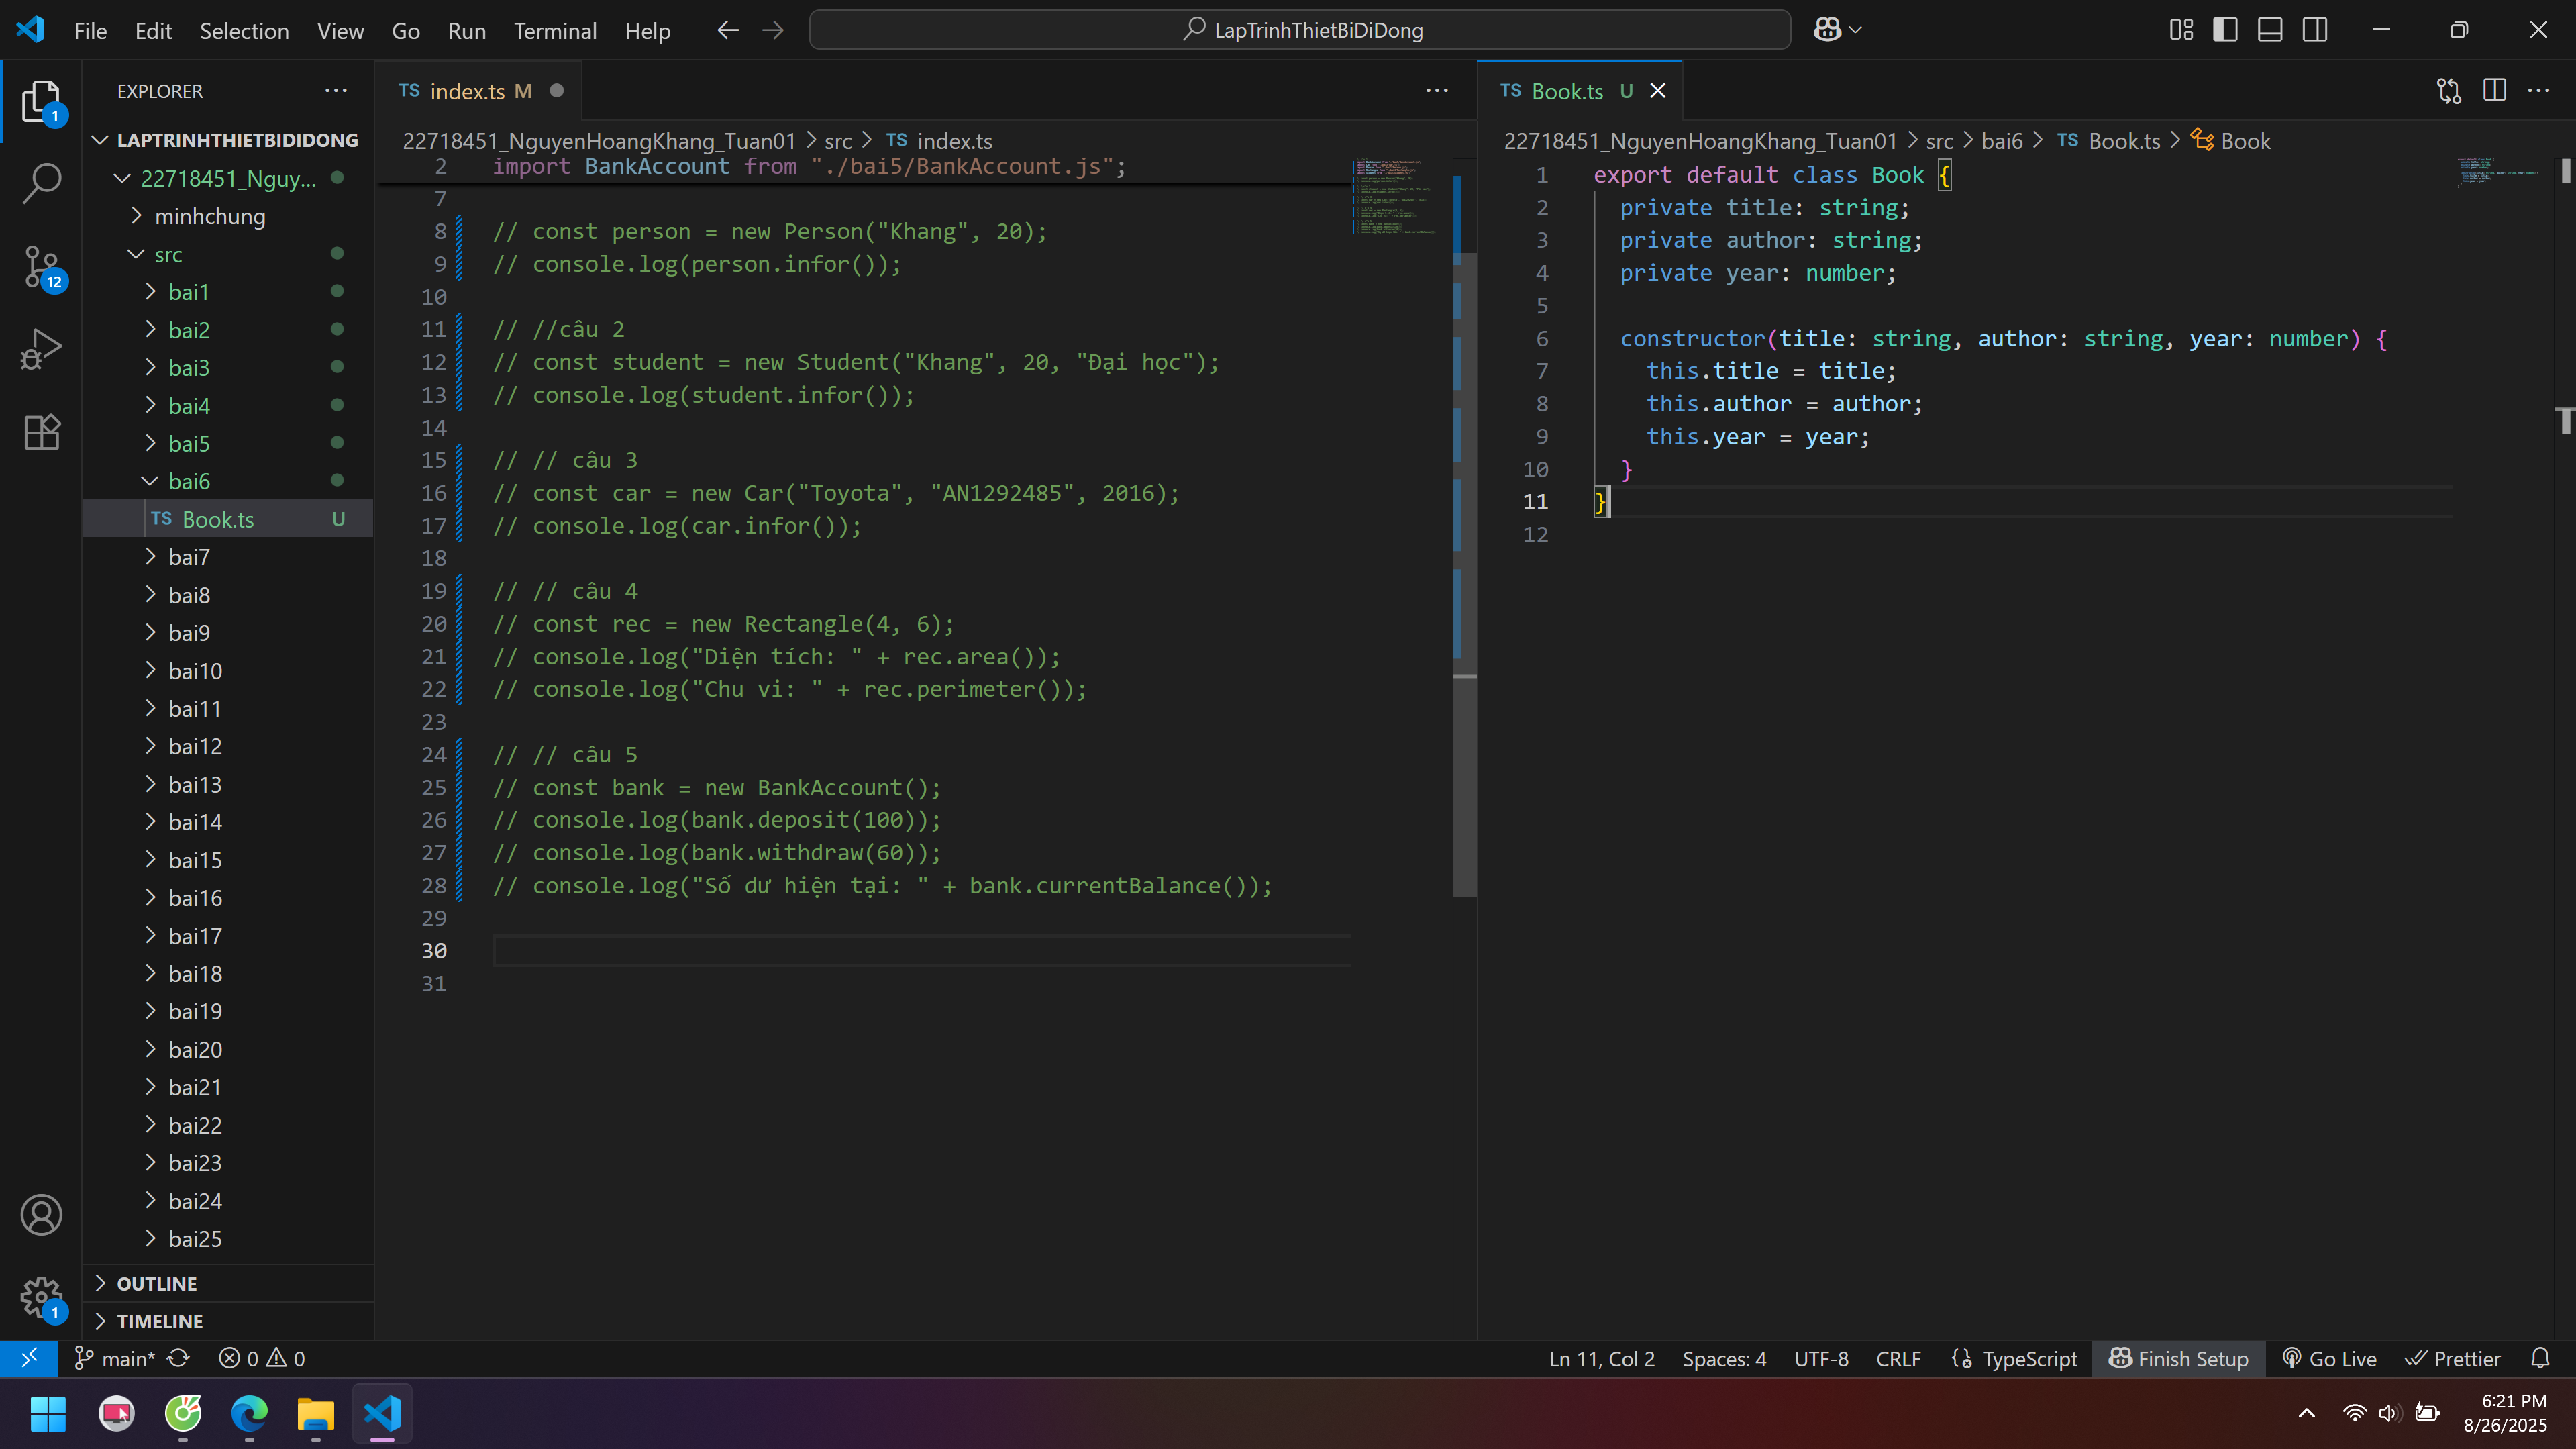 File Edit Selection View Go Run Terminal Help
LapTrinhThietBiDiDong
EXPLORER
LAPTRINHTHIETBIDIDONG
22718451_Nguy...
minhchung
src
bai1
bai2
bai3
bai4
bai5
bai6
TS Book.ts U
bai7
bai8
bai9
bai10
bai11
bai12
bai13
bai14
bai15
bai16
bai17
bai18
bai19
bai20
bai21
bai22
bai23
bai24
bai25
OUTLINE
TIMELINE
1
12
1
TS index.ts M
22718451_NguyenHoangKhang_Tuan01 > src > TS index.ts
2 import BankAccount from "./bai5/BankAccount.js";
7
8 // const person = new Person("Khang", 20);
9 // console.log(person.infor());
10
11 // //câu 2
12 // const student = new Student("Khang", 20, "Đại học");
13 // console.log(student.infor());
14
15 // // câu 3
16 // const car = new Car("Toyota", "AN1292485", 2016);
17 // console.log(car.infor());
18
19 // // câu 4
20 // const rec = new Rectangle(4, 6);
21 // console.log("Diện tích: " + rec.area());
22 // console.log("Chu vi: " + rec.perimeter());
23
24 // // câu 5
25 // const bank = new BankAccount();
26 // console.log(bank.deposit(100));
27 // console.log(bank.withdraw(60));
28 // console.log("Số dư hiện tại: " + bank.currentBalance());
29
30
31
TS Book.ts U
22718451_NguyenHoangKhang_Tuan01 > src > bai6 > TS Book.ts > Book
1 export default class Book {
2 private title: string;
3 private author: string;
4 private year: number;
5
6 constructor(title: string, author: string, year: number) {
7 this.title = title;
8 this.author = author;
9 this.year = year;
10 }
11 }
12
main* 0 0
Ln 11, Col 2 Spaces: 4 UTF-8 CRLF TypeScript Finish Setup Go Live Prettier
6:21 PM
8/26/2025